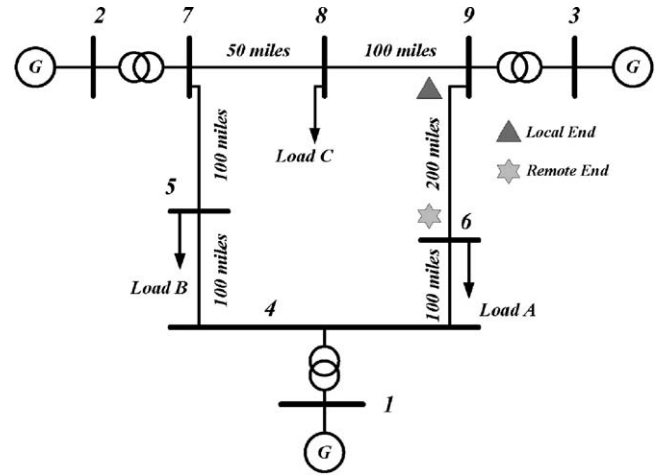 2 7 8 9 3
50 miles 100 miles
G G
Local End
Load C
100 miles
200 miles
Remote End
5
6
Load B
100 miles
100 miles
Load A
4
1
G